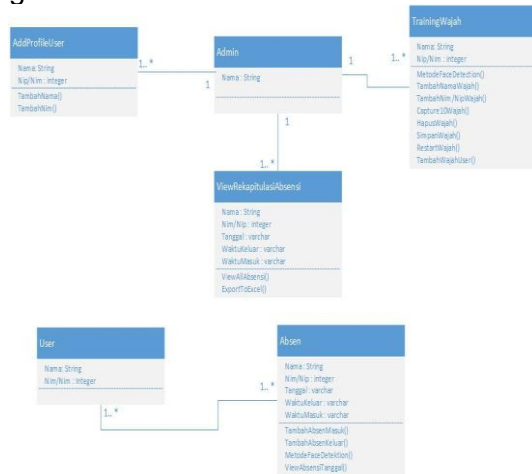 AddProfileUser
Nama: String
Nip/Nim : integer
TambahNama()
TambahNim()
1.. *
1
Admin
Nama : String
1
1
1.. *
1.. *
TrainingWajah
Nama: String
Nip/Nim : integer
MetodeFaceDetection()
TambahNamaWajah()
TambahNim /NipWajah()
Capture10Wajah()
HapusWajah()
SimpanWajah()
RestartWajah()
TambahWajahUser()
ViewRekapitulasiAbsensi
Nama : String
Nim/Nip : integer
Tanggal : varchar
WaktuKeluar : varchar
WaktuMasuk : varchar
ViewAllAbsensi()
ExportToExcel()
User
Nama : String
Nim/Nim : Integer
1.. *
1.. *
Absen
Nama : String
Nim/Nip : integer
Tanggal : varchar
WaktuKeluar : varchar
WaktuMasuk : varchar
TambahAbsenMasuk()
TambahAbsenKeluar()
MetodeFaceDetektion()
ViewAbsensiTanggal()